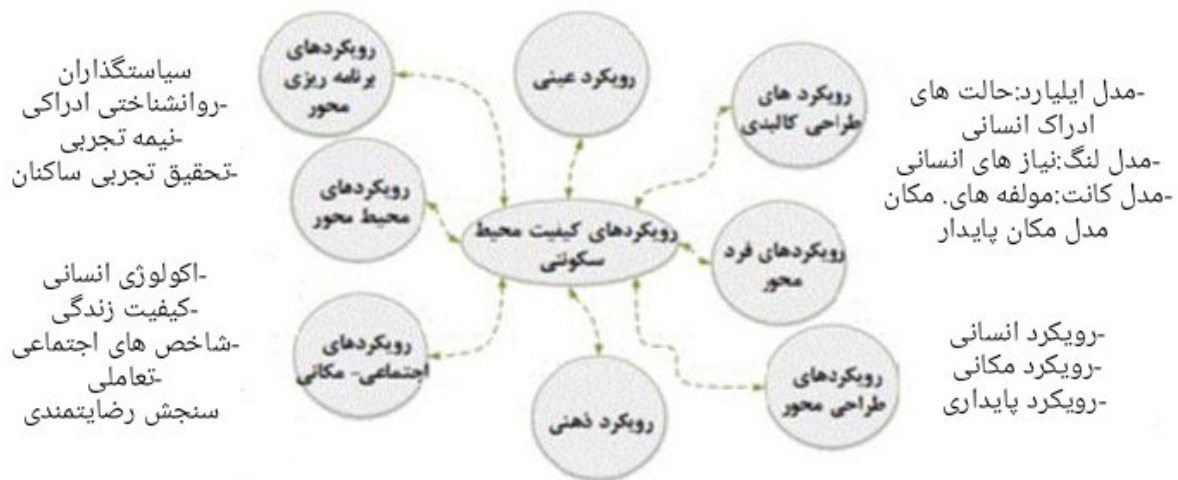 رویکردهای
برنامه ریزی
محور
رویکرد عینی
رویکرد های
طراحی کالبدی
سیاستگذاران
-روانشناختی ادراکی
-نیمه تجربی
-تحقیق تجربی ساکنان
-مدل ایلیارد:حالت های
ادراک انسانی
-مدل لنگ:نیاز های انسانی
-مدل کانت:مولفه های. مکان
مدل مکان پایدار
رویکردهای
محیط محور
رویکردهای کیفیت محیط
سکونتی
رویکردهای فرد
محور
-اکولوژی انسانی
-کیفیت زندگی
-شاخص های اجتماعی
-تعاملی
سنجش رضایتمندی
رویکردهای
اجتماعی- مکانی
رویکرد ذهنی
رویکردهای
طراحی محور
-رویکرد انسانی
-رویکرد مکانی
-رویکرد پایداری